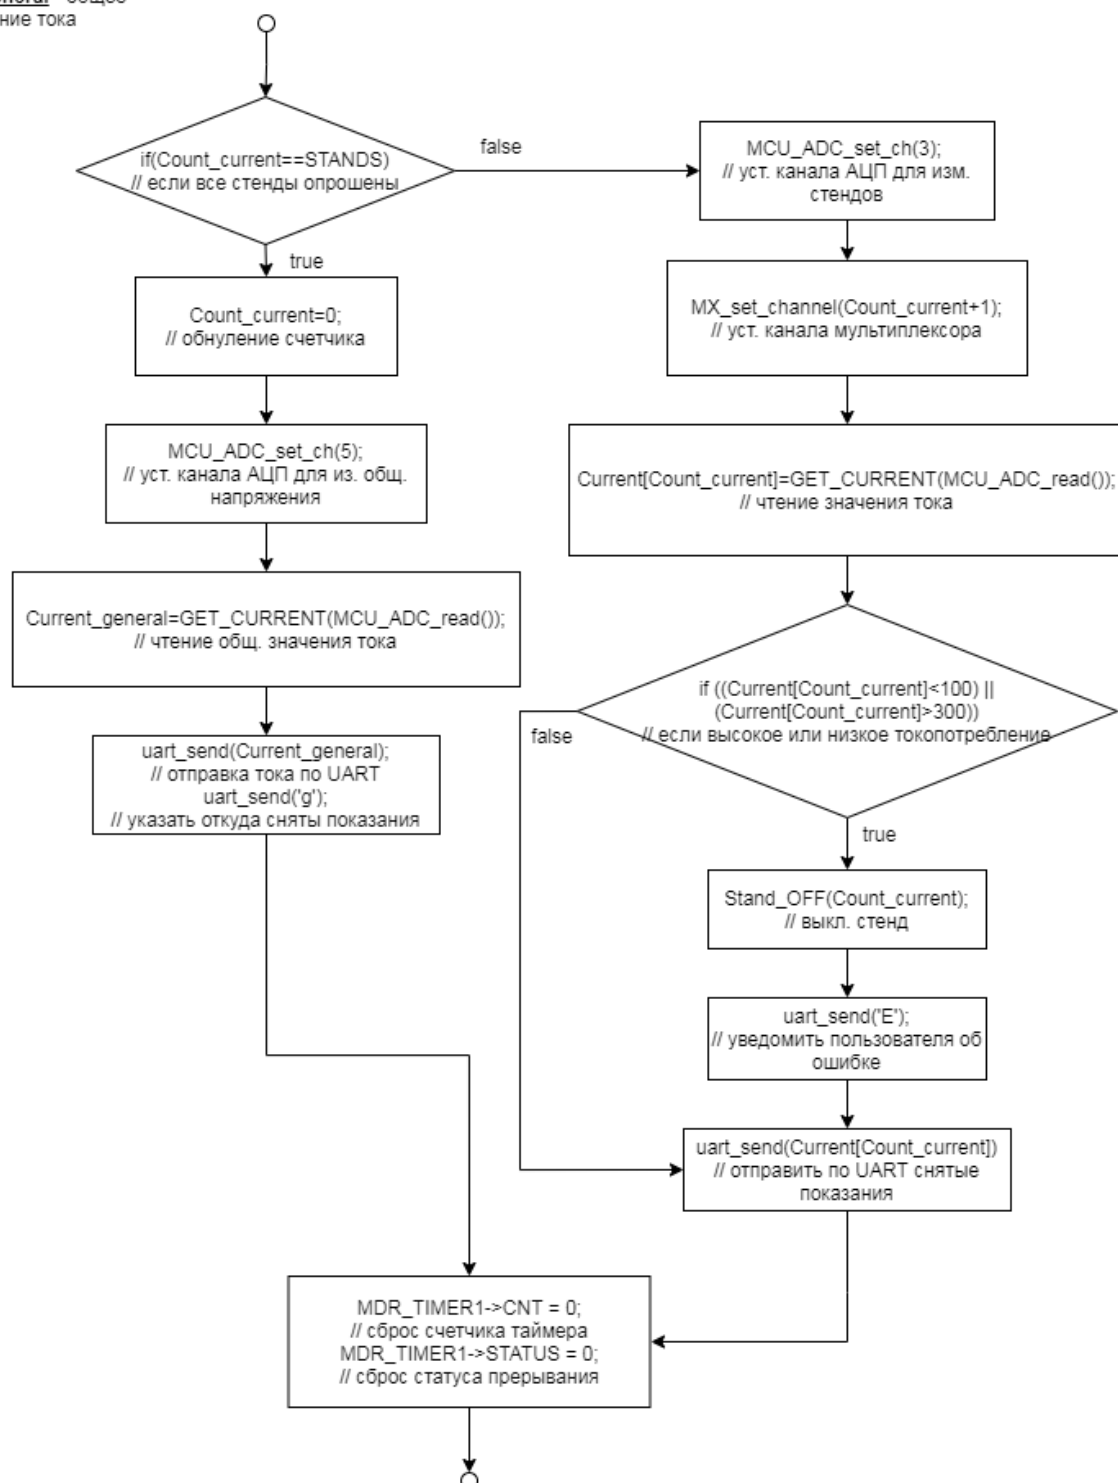 ние тока
if(Count_current==STANDS)
// если все стенды опрошены
false
true
Count_current=0;
// обнуление счетчика
MCU_ADC_set_ch(5);
// уст. канала АЦП для из. общ.
напряжения
Current_general=GET_CURRENT(MCU_ADC_read());
// чтение общ. значения тока
uart_send(Current_general);
// отправка тока по UART
uart_send('g');
// указать откуда сняты показания
MCU_ADC_set_ch(3);
// уст. канала АЦП для изм.
стендов
MX_set_channel(Count_current+1);
// уст. канала мультиплексора
Current[Count_current]=GET_CURRENT(MCU_ADC_read());
// чтение значения тока
if ((Current[Count_current]<100) ||
(Current[Count_current]>300))
// если высокое или низкое токопотребление
false
true
Stand_OFF(Count_current);
// выкл. стенд
uart_send('E');
// уведомить пользователя об
ошибке
uart_send(Current[Count_current])
// отправить по UART снятые
показания
MDR_TIMER1->CNT = 0;
// сброс счетчика таймера
MDR_TIMER1->STATUS = 0;
// сброс статуса прерывания